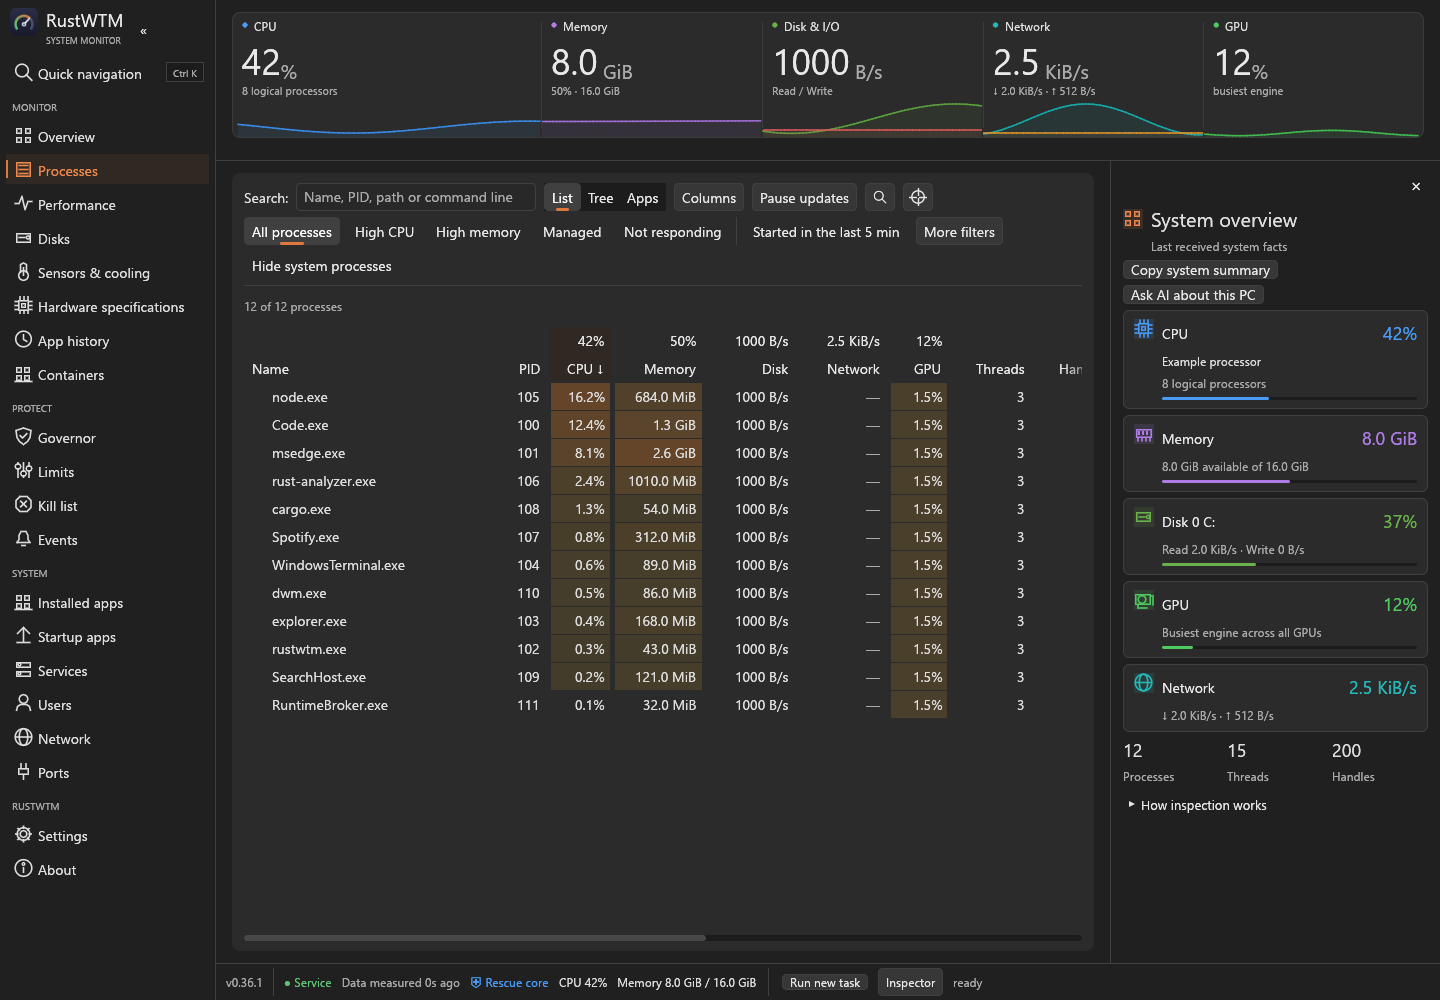 RustWTM
SYSTEM MONITOR
«
Quick navigation Ctrl K
MONITOR
Overview
Processes
Performance
Disks
Sensors & cooling
Hardware specifications
App history
Containers
PROTECT
Governor
Limits
Kill list
Events
SYSTEM
Installed apps
Startup apps
Services
Users
Network
Ports
RUSTWTM
Settings
About
CPU
42%
8 logical processors
Memory
8.0 GiB
50% · 16.0 GiB
Disk & I/O
1000 B/s
Read / Write
Network
2.5 KiB/s
↓ 2.0 KiB/s · ↑ 512 B/s
GPU
12%
busiest engine
Search: Name, PID, path or command line List Tree Apps Columns Pause updates
All processes High CPU High memory Managed Not responding Started in the last 5 min More filters
Hide system processes
12 of 12 processes
42% 50% 1000 B/s 2.5 KiB/s 12%
Name PID CPU ↓ Memory Disk Network GPU Threads Han
node.exe 105 16.2% 684.0 MiB 1000 B/s — 1.5% 3
Code.exe 100 12.4% 1.3 GiB 1000 B/s — 1.5% 3
msedge.exe 101 8.1% 2.6 GiB 1000 B/s — 1.5% 3
rust-analyzer.exe 106 2.4% 1010.0 MiB 1000 B/s — 1.5% 3
cargo.exe 108 1.3% 54.0 MiB 1000 B/s — 1.5% 3
Spotify.exe 107 0.8% 312.0 MiB 1000 B/s — 1.5% 3
WindowsTerminal.exe 104 0.6% 89.0 MiB 1000 B/s — 1.5% 3
dwm.exe 110 0.5% 86.0 MiB 1000 B/s — 1.5% 3
explorer.exe 103 0.4% 168.0 MiB 1000 B/s — 1.5% 3
rustwtm.exe 102 0.3% 43.0 MiB 1000 B/s — 1.5% 3
SearchHost.exe 109 0.2% 121.0 MiB 1000 B/s — 1.5% 3
RuntimeBroker.exe 111 0.1% 32.0 MiB 1000 B/s — 1.5% 3
×
System overview
Last received system facts
Copy system summary
Ask AI about this PC
CPU 42%
Example processor
8 logical processors
Memory 8.0 GiB
8.0 GiB available of 16.0 GiB
Disk 0 C: 37%
Read 2.0 KiB/s · Write 0 B/s
GPU 12%
Busiest engine across all GPUs
Network 2.5 KiB/s
↓ 2.0 KiB/s · ↑ 512 B/s
12 15 200
Processes Threads Handles
How inspection works
v0.36.1 Service Data measured 0s ago Rescue core CPU 42% Memory 8.0 GiB / 16.0 GiB Run new task Inspector ready